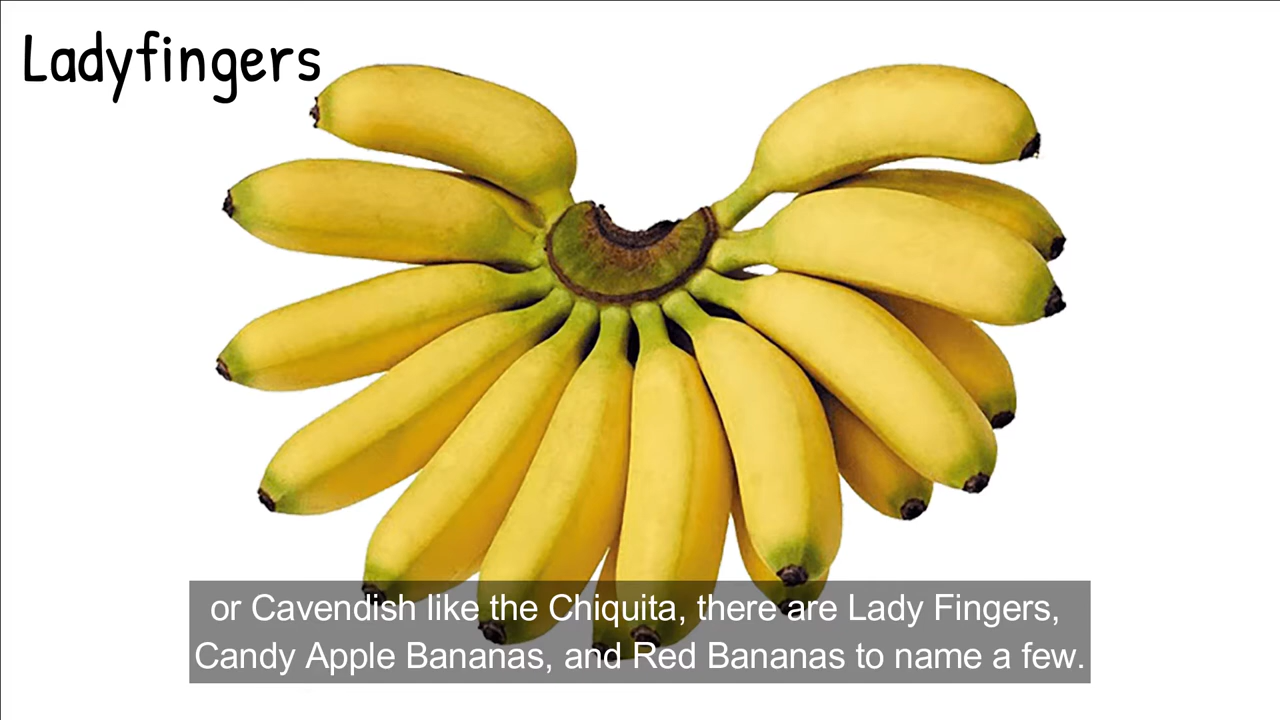 Ladyfingers
or Cavendish like the Chiquita, there are Lady Fingers,
Candy Apple Bananas, and Red Bananas to name a few.